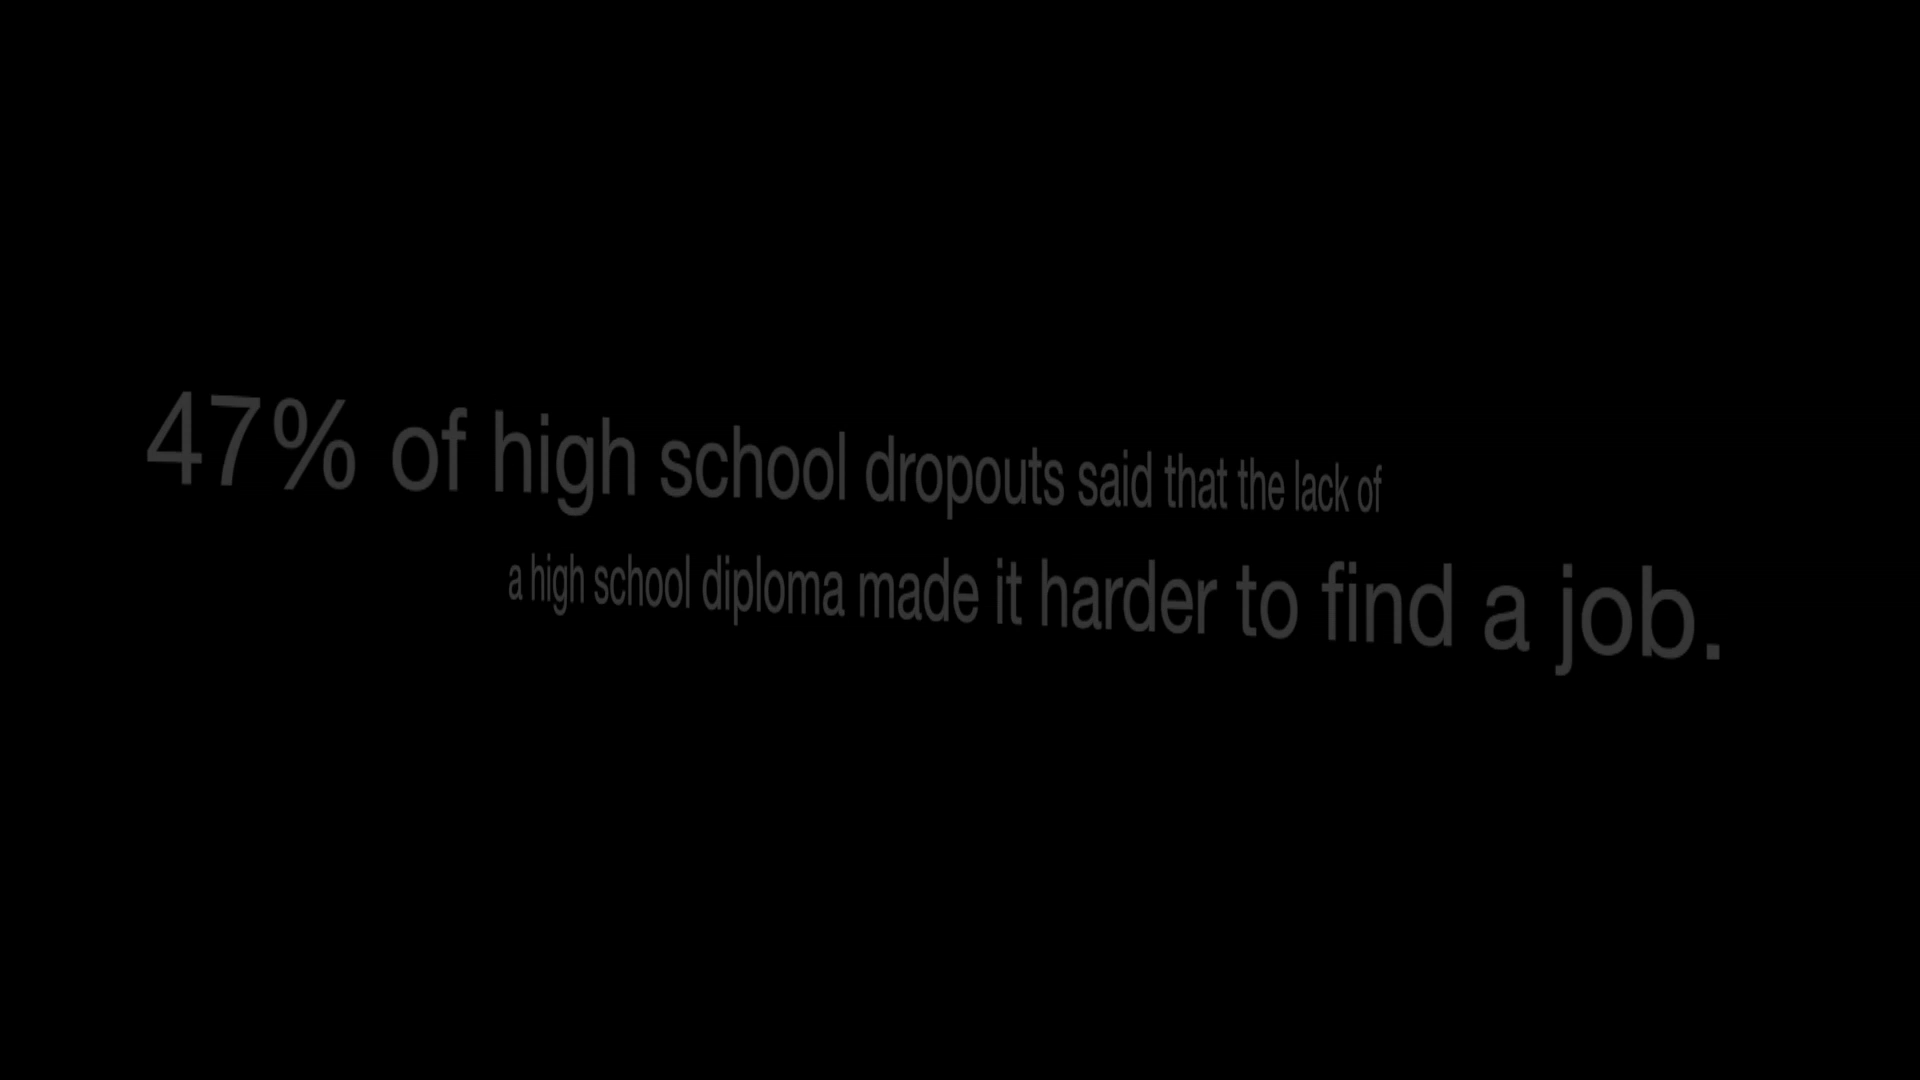 47% of high school dropouts said that the lack of
a high school diploma made it harder to find a job.